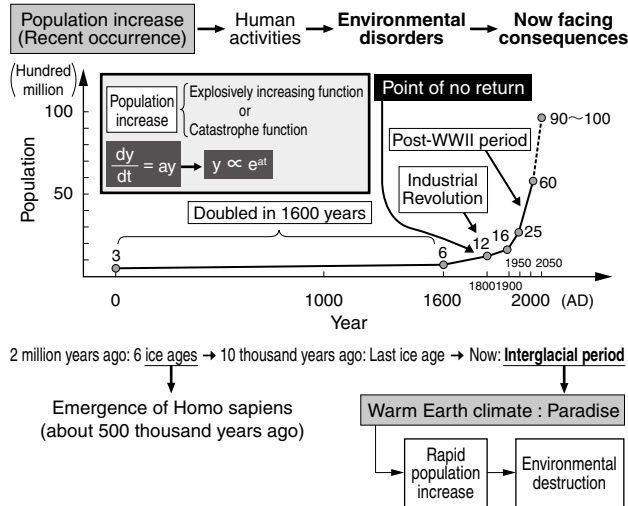 Population increase
(Recent occurrence)
Human
activities
Environmental
disorders
Now facing
consequences
(Hundred
million)
Population
100
50
Population
increase
Explosively increasing function
or
Catastrophe function
dy/dt = ay
y ∝ e^at
Point of no return
90～100
Post-WWII period
60
Industrial
Revolution
Doubled in 1600 years
3
6
12
16
25
0
1000
1600
1800
1900
1950
2000
2050
(AD)
Year
2 million years ago: 6 ice ages → 10 thousand years ago: Last ice age → Now: Interglacial period
Emergence of Homo sapiens
(about 500 thousand years ago)
Warm Earth climate : Paradise
Rapid
population
increase
Environmental
destruction